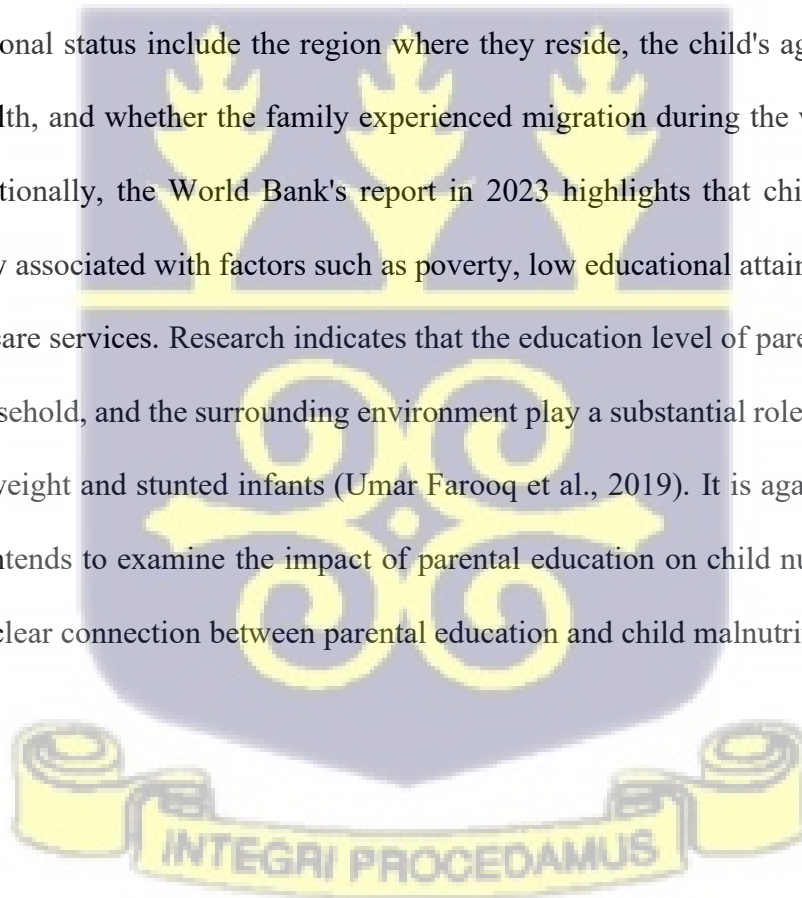 onal status include the region where they reside, the child's ag
lth, and whether the family experienced migration during the
tionally, the World Bank's report in 2023 highlights that chi
associated with factors such as poverty, low educational attain
are services. Research indicates that the education level of pare
sehold, and the surrounding environment play a substantial role
weight and stunted infants (Umar Farooq et al., 2019). It is aga
ntends to examine the impact of parental education on child nu
clear connection between parental education and child malnutri
INTEGRI PROCEDAMUS